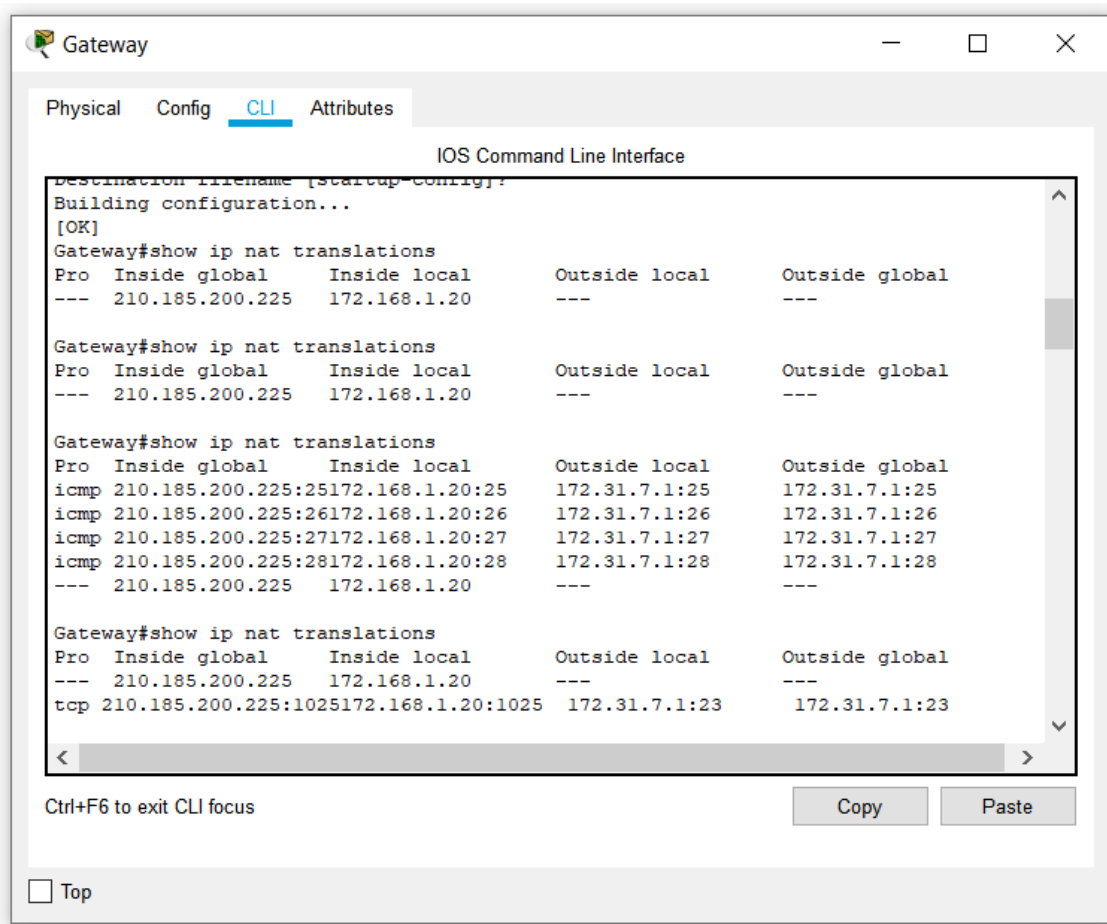 Gateway
Physical Config CLI Attributes
IOS Command Line Interface
Destination filename [startup-config]?
Building configuration...
[OK]
Gateway#show ip nat translations
Pro  Inside global     Inside local       Outside local      Outside global
---  210.185.200.225   172.168.1.20       ---                ---
Gateway#show ip nat translations
Pro  Inside global     Inside local       Outside local      Outside global
---  210.185.200.225   172.168.1.20       ---                ---
Gateway#show ip nat translations
Pro  Inside global     Inside local       Outside local      Outside global
icmp 210.185.200.225:25172.168.1.20:25    172.31.7.1:25      172.31.7.1:25
icmp 210.185.200.225:26172.168.1.20:26    172.31.7.1:26      172.31.7.1:26
icmp 210.185.200.225:27172.168.1.20:27    172.31.7.1:27      172.31.7.1:27
icmp 210.185.200.225:28172.168.1.20:28    172.31.7.1:28      172.31.7.1:28
---  210.185.200.225   172.168.1.20       ---                ---
Gateway#show ip nat translations
Pro  Inside global     Inside local       Outside local      Outside global
---  210.185.200.225   172.168.1.20       ---                ---
tcp 210.185.200.225:1025172.168.1.20:1025  172.31.7.1:23      172.31.7.1:23
Ctrl+F6 to exit CLI focus
Copy Paste
Top